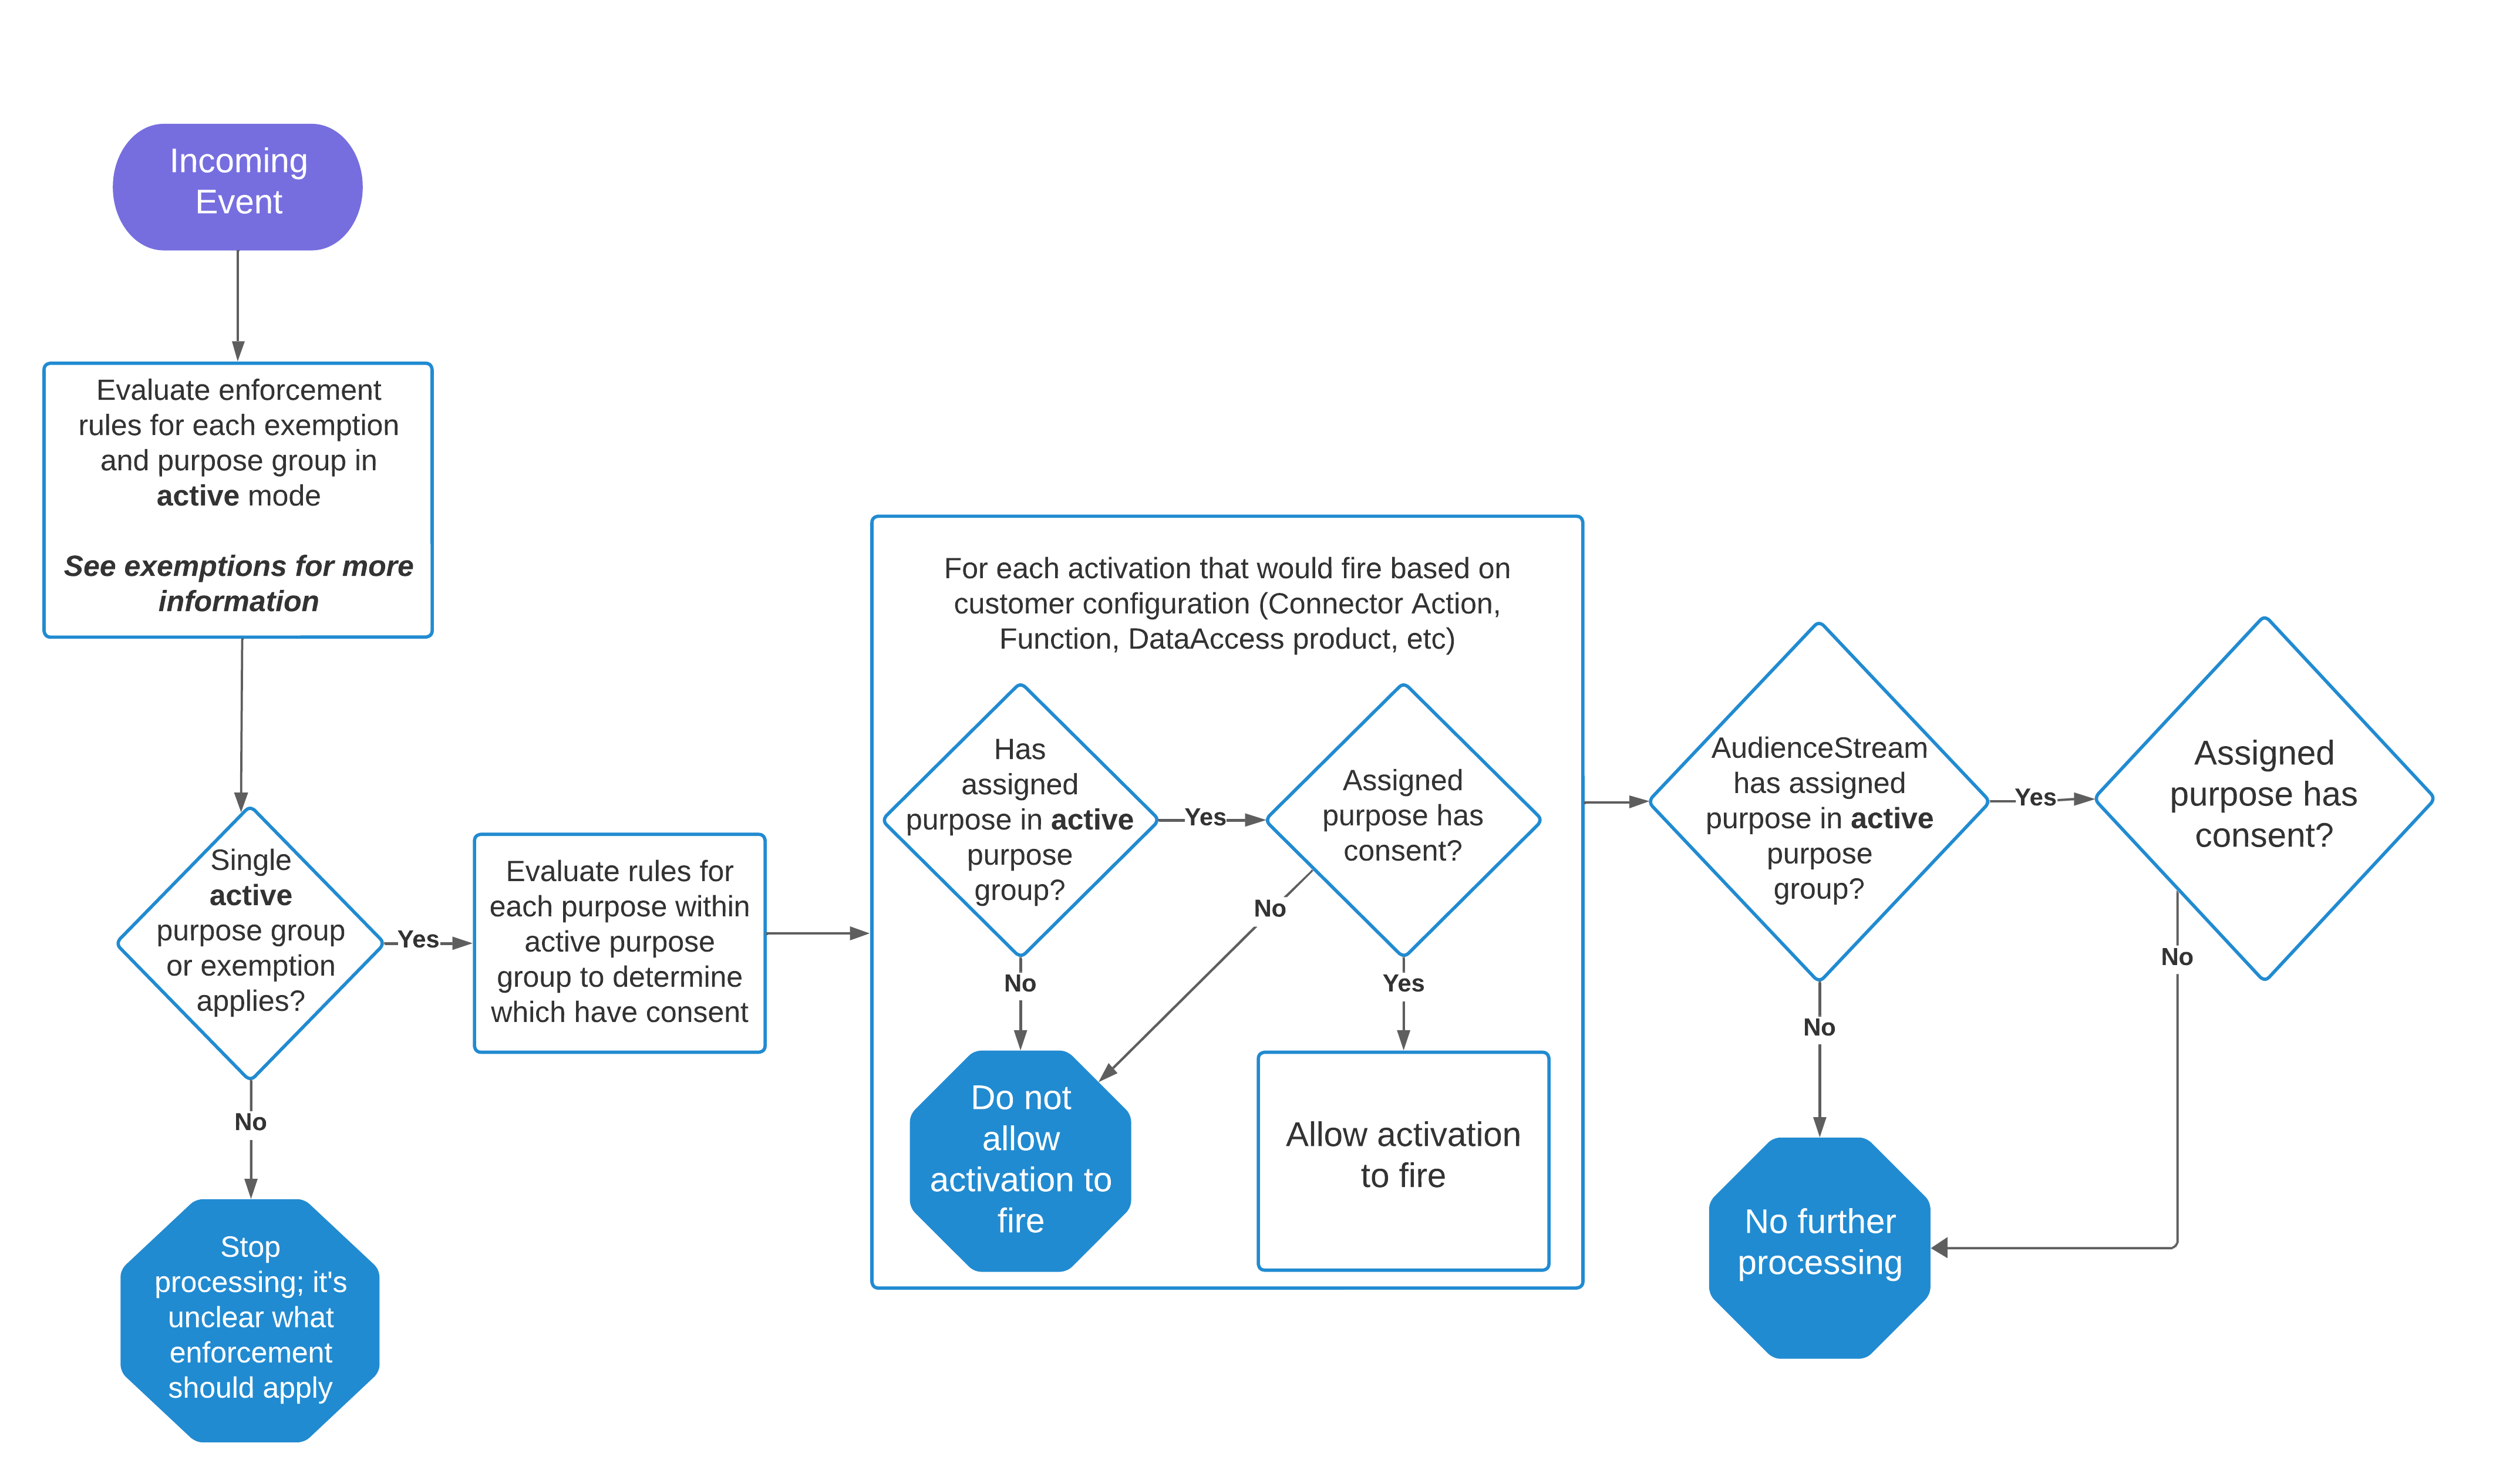 Incoming
Event
Evaluate enforcement
rules for each exemption
and purpose group in
active mode
See exemptions for more
information
Single
active
purpose group
or exemption
applies?
Yes
No
Stop
processing; it's
unclear what
enforcement
should apply
Evaluate rules for
each purpose within
active purpose
group to determine
which have consent
For each activation that would fire based on
customer configuration (Connector Action,
Function, DataAccess product, etc)
Has
assigned
purpose in active
purpose
group?
Yes
No
Assigned
purpose has
consent?
No
Yes
Do not
allow
activation to
fire
Allow activation
to fire
AudienceStream
has assigned
purpose in active
purpose
group?
Yes
No
Assigned
purpose has
consent?
No
No further
processing